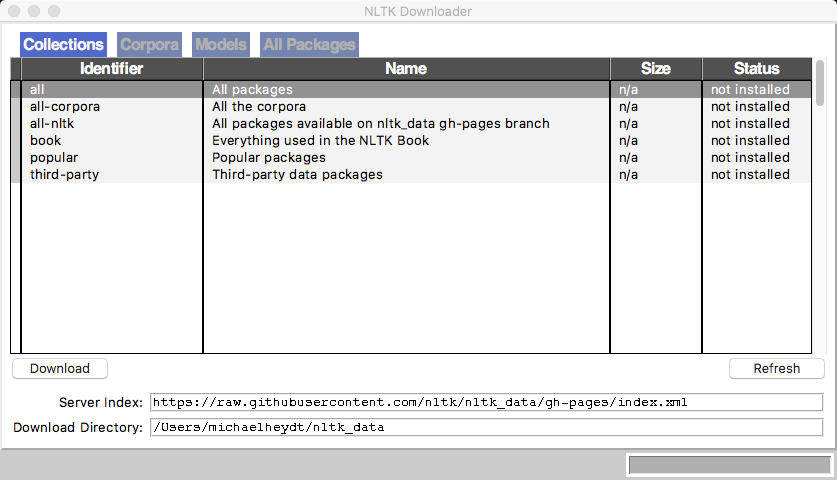 NLTK Downloader
Collections Corpora Models All Packages
Identifier Name Size Status
all All packages n/a not installed
all-corpora All the corpora n/a not installed
all-nltk All packages available on nltk_data gh-pages branch n/a not installed
book Everything used in the NLTK Book n/a not installed
popular Popular packages n/a not installed
third-party Third-party data packages n/a not installed
Download Refresh
Server Index: https://raw.githubusercontent.com/nltk/nltk_data/gh-pages/index.xml
Download Directory: /Users/michaelheydt/nltk_data